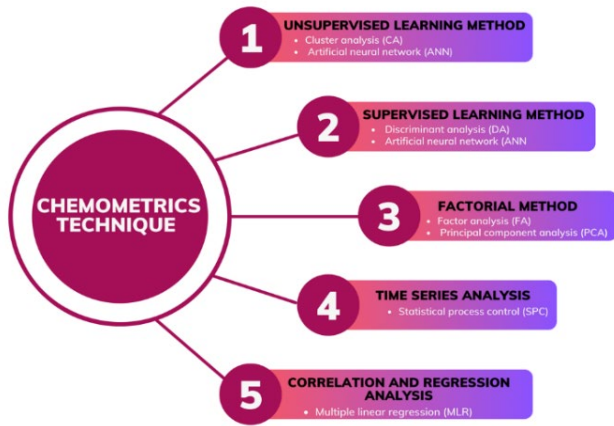 CHEMOMETRICS
TECHNIQUE
1
UNSUPERVISED LEARNING METHOD
• Cluster analysis (CA)
• Artificial neural network (ANN)
2
SUPERVISED LEARNING METHOD
• Discriminant analysis (DA)
• Artificial neural network (ANN
3
FACTORIAL METHOD
• Factor analysis (FA)
• Principal component analysis (PCA)
4
TIME SERIES ANALYSIS
• Statistical process control (SPC)
5
CORRELATION AND REGRESSION
ANALYSIS
• Multiple linear regression (MLR)